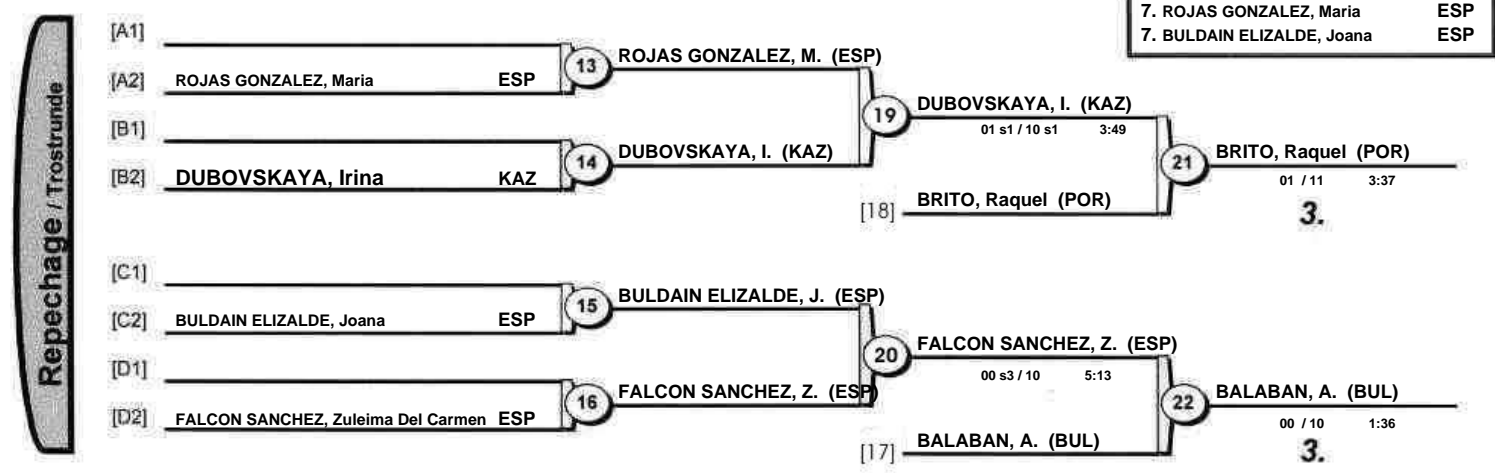 7. ROJAS GONZALEZ, Maria ESP
7. BULDAIN ELIZALDE, Joana ESP
Repechage / Trostrunde
[A1]
[A2] ROJAS GONZALEZ, Maria ESP
13
ROJAS GONZALEZ, M. (ESP)
[B1]
[B2] DUBOVSKAYA, Irina KAZ
14
DUBOVSKAYA, I. (KAZ)
19
DUBOVSKAYA, I. (KAZ)
01 s1 / 10 s1 3:49
[18] BRITO, Raquel (POR)
21
BRITO, Raquel (POR)
01 / 11 3:37
3.
[C1]
[C2] BULDAIN ELIZALDE, Joana ESP
15
BULDAIN ELIZALDE, J. (ESP)
[D1]
[D2] FALCON SANCHEZ, Zuleima Del Carmen ESP
16
FALCON SANCHEZ, Z. (ESP)
20
FALCON SANCHEZ, Z. (ESP)
00 s3 / 10 5:13
[17] BALABAN, A. (BUL)
22
BALABAN, A. (BUL)
00 / 10 1:36
3.